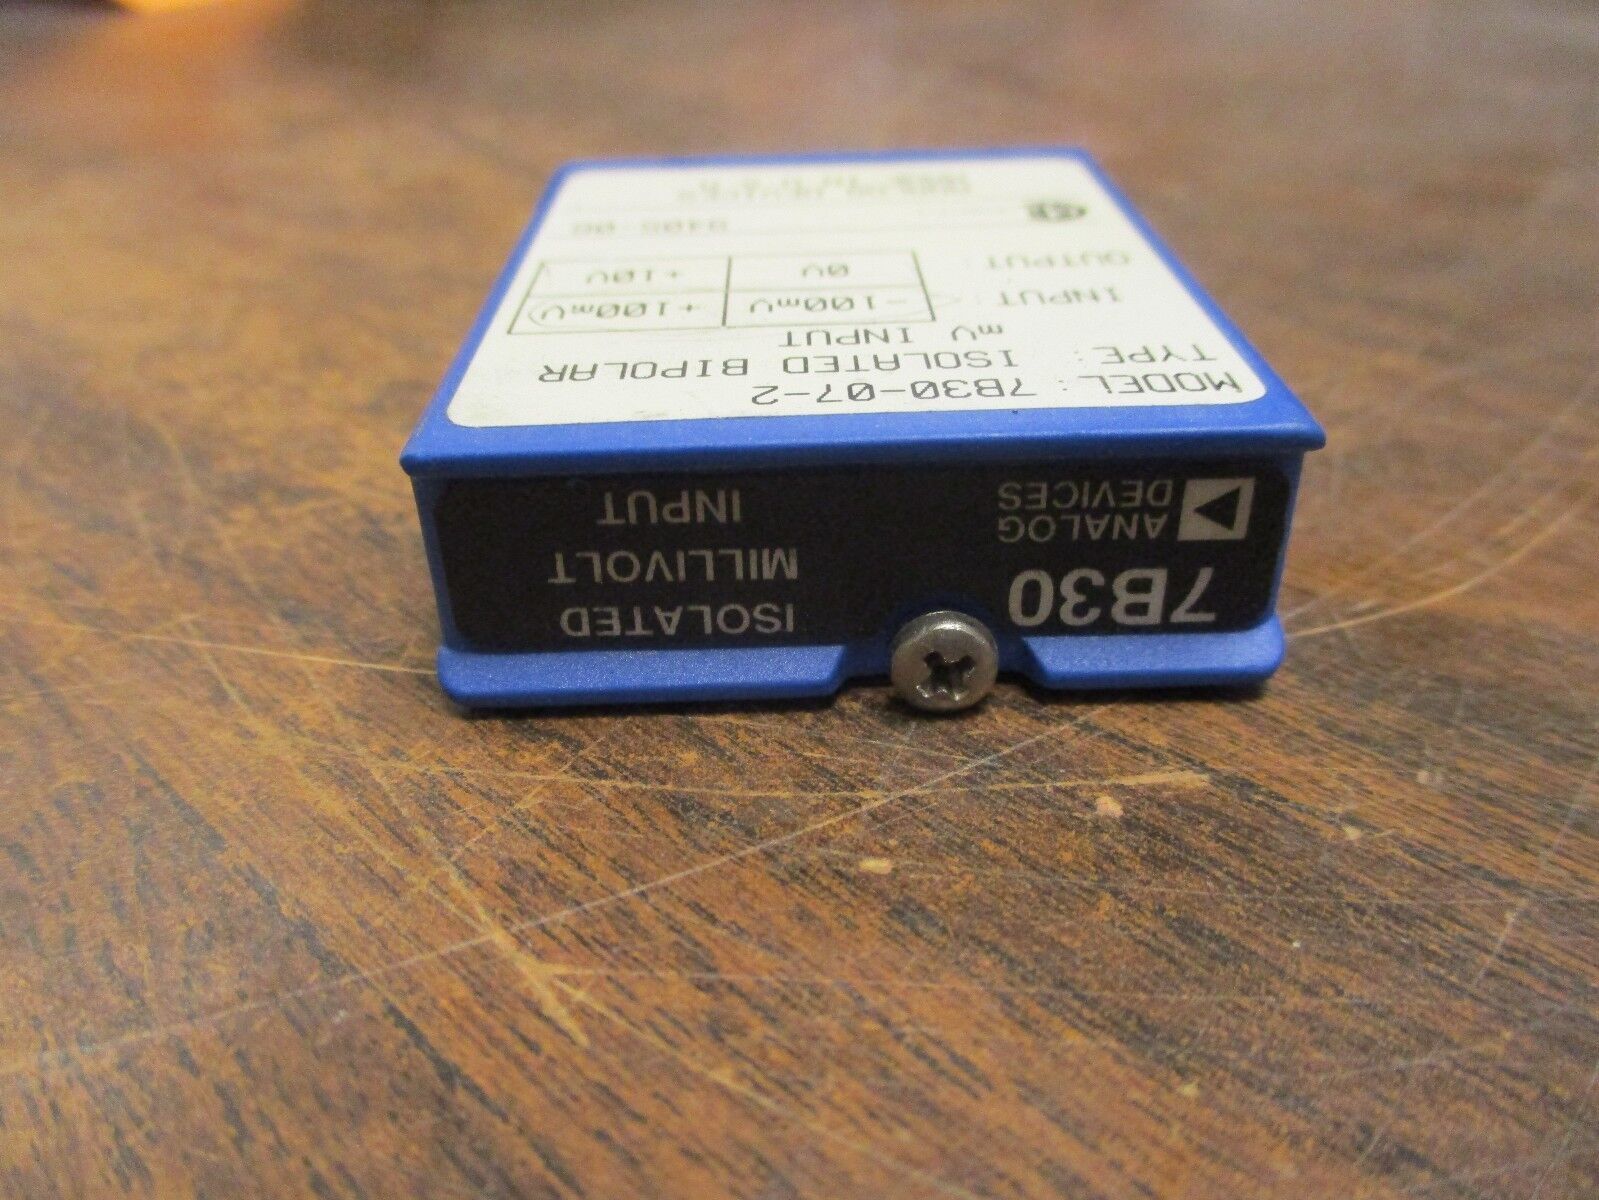 7B30
ISOLATED
MILLIVOLT
INPUT
ANALOG
DEVICES
MODEL: 7B30-07-2
TYPE: ISOLATED BIPOLAR
mV INPUT
INPUT: -100mV +100mV
OUTPUT: 0V +10V